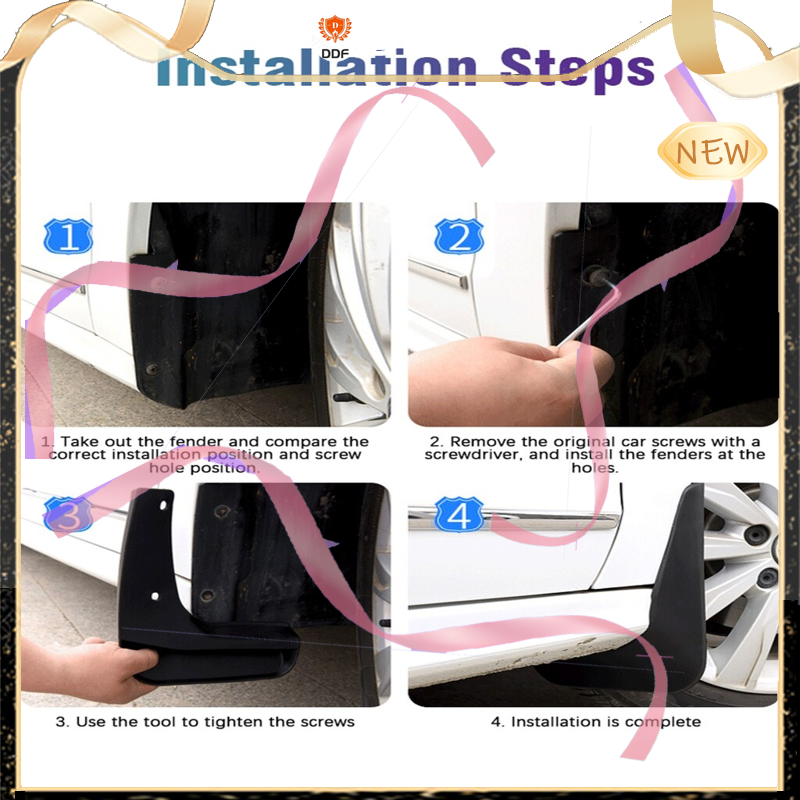 D
DDF
Installation Steps
NEW
1
2
1. Take out the fender and compare the
correct installation position and screw
hole position.
2. Remove the original car screws with a
screwdriver, and install the fenders at the
holes.
3
4
3. Use the tool to tighten the screws
4. Installation is complete